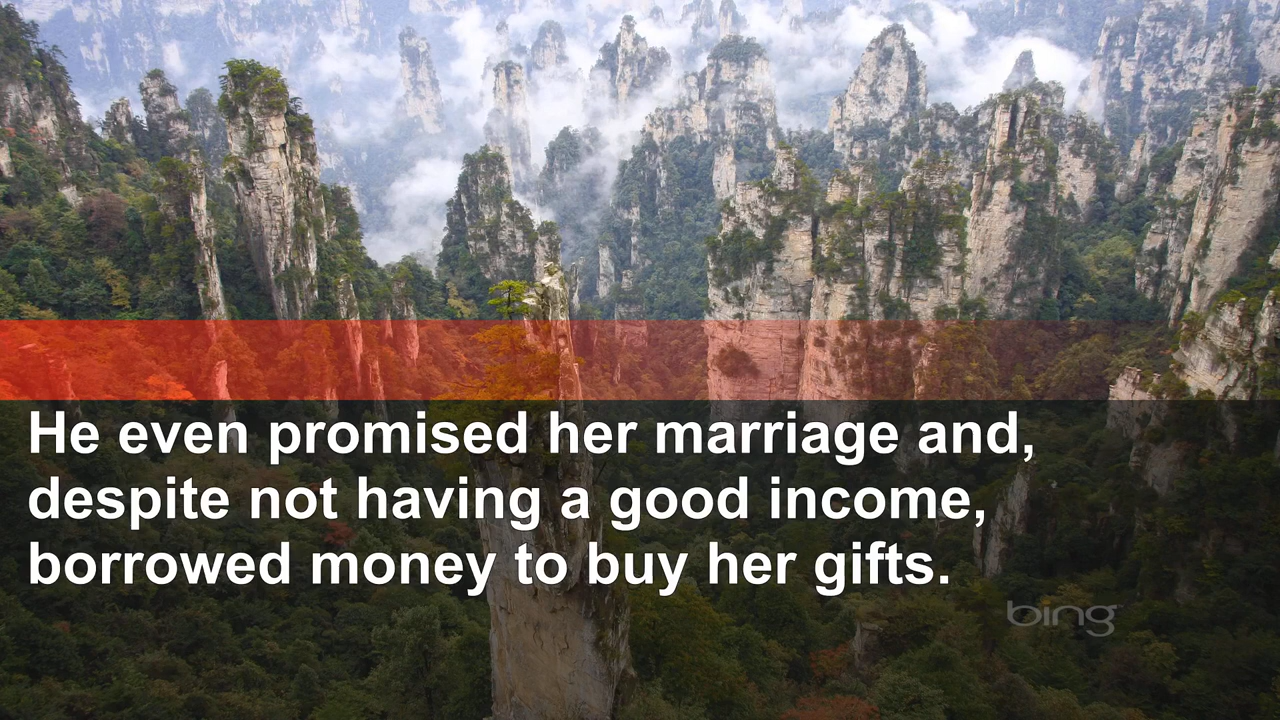 He even promised her marriage and,
despite not having a good income,
borrowed money to buy her gifts.
bing